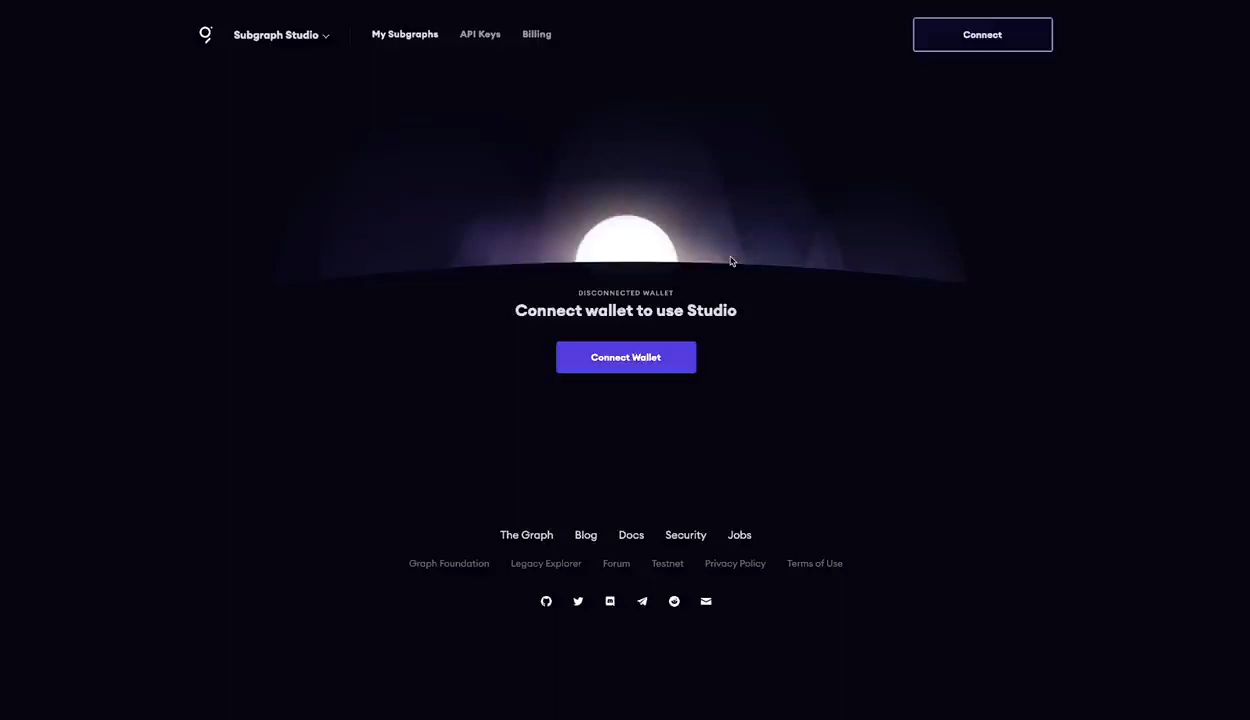 Subgraph Studio My Subgraphs API Keys Billing Connect
DISCONNECTED WALLET
Connect wallet to use Studio
Connect Wallet
The Graph Blog Docs Security Jobs
Graph Foundation Legacy Explorer Forum Testnet Privacy Policy Terms of Use